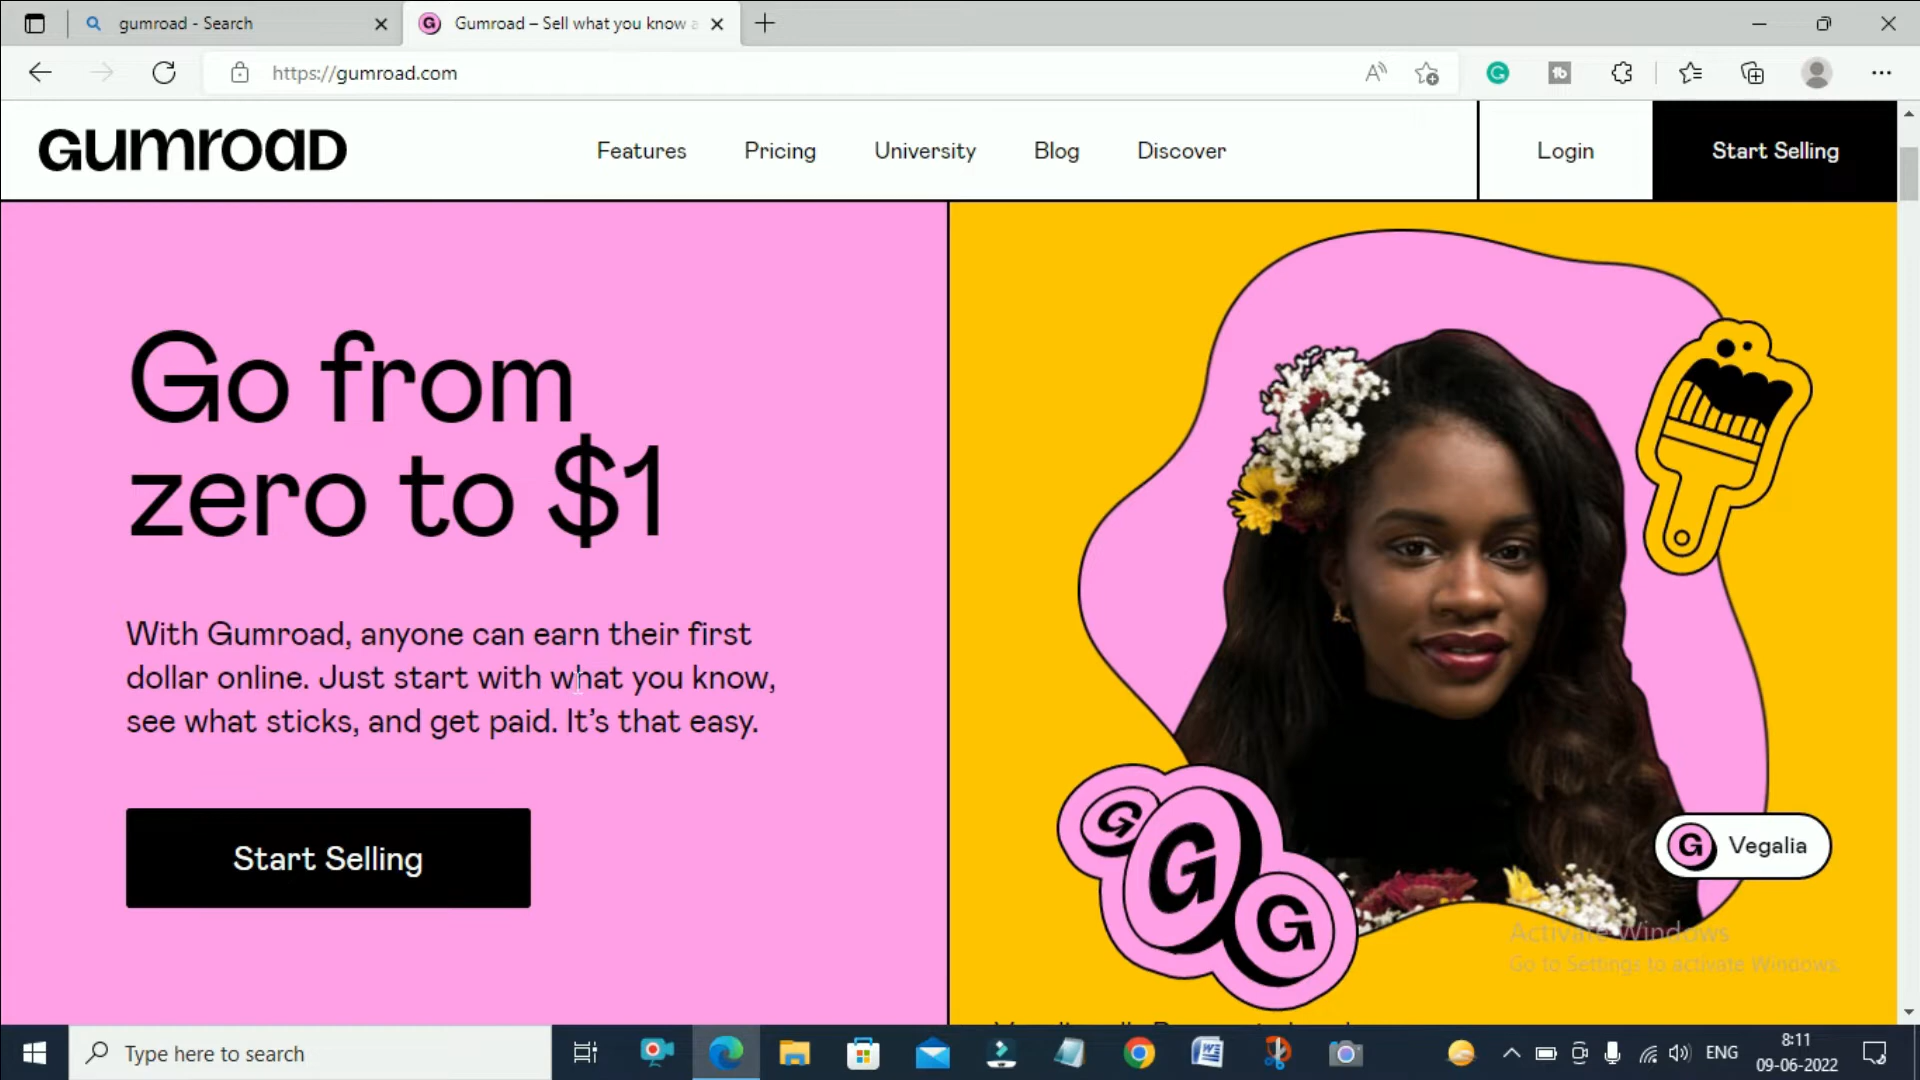 gumroad - Search
Gumroad – Sell what you know
https://gumroad.com
GUMROAD
Features
Pricing
University
Blog
Discover
Login
Start Selling
Go from
zero to $1
With Gumroad, anyone can earn their first
dollar online. Just start with what you know,
see what sticks, and get paid. It's that easy.
Start Selling
G
G
G
G Vegalia
Activate Windows
Go to Settings to activate Windows.
Type here to search
ENG
8:11
09-06-2022